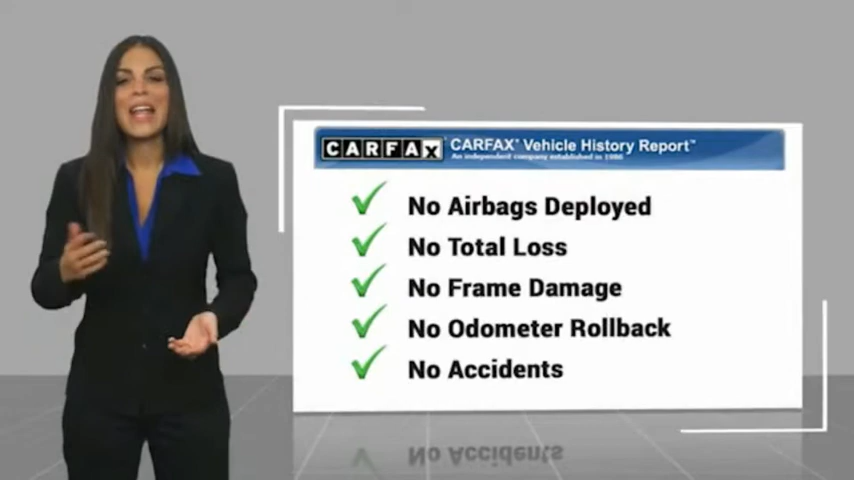 CARFAX CARFAX® Vehicle History Report™
An independent company established in 1986
No Airbags Deployed
No Total Loss
No Frame Damage
No Odometer Rollback
No Accidents
No Accidents